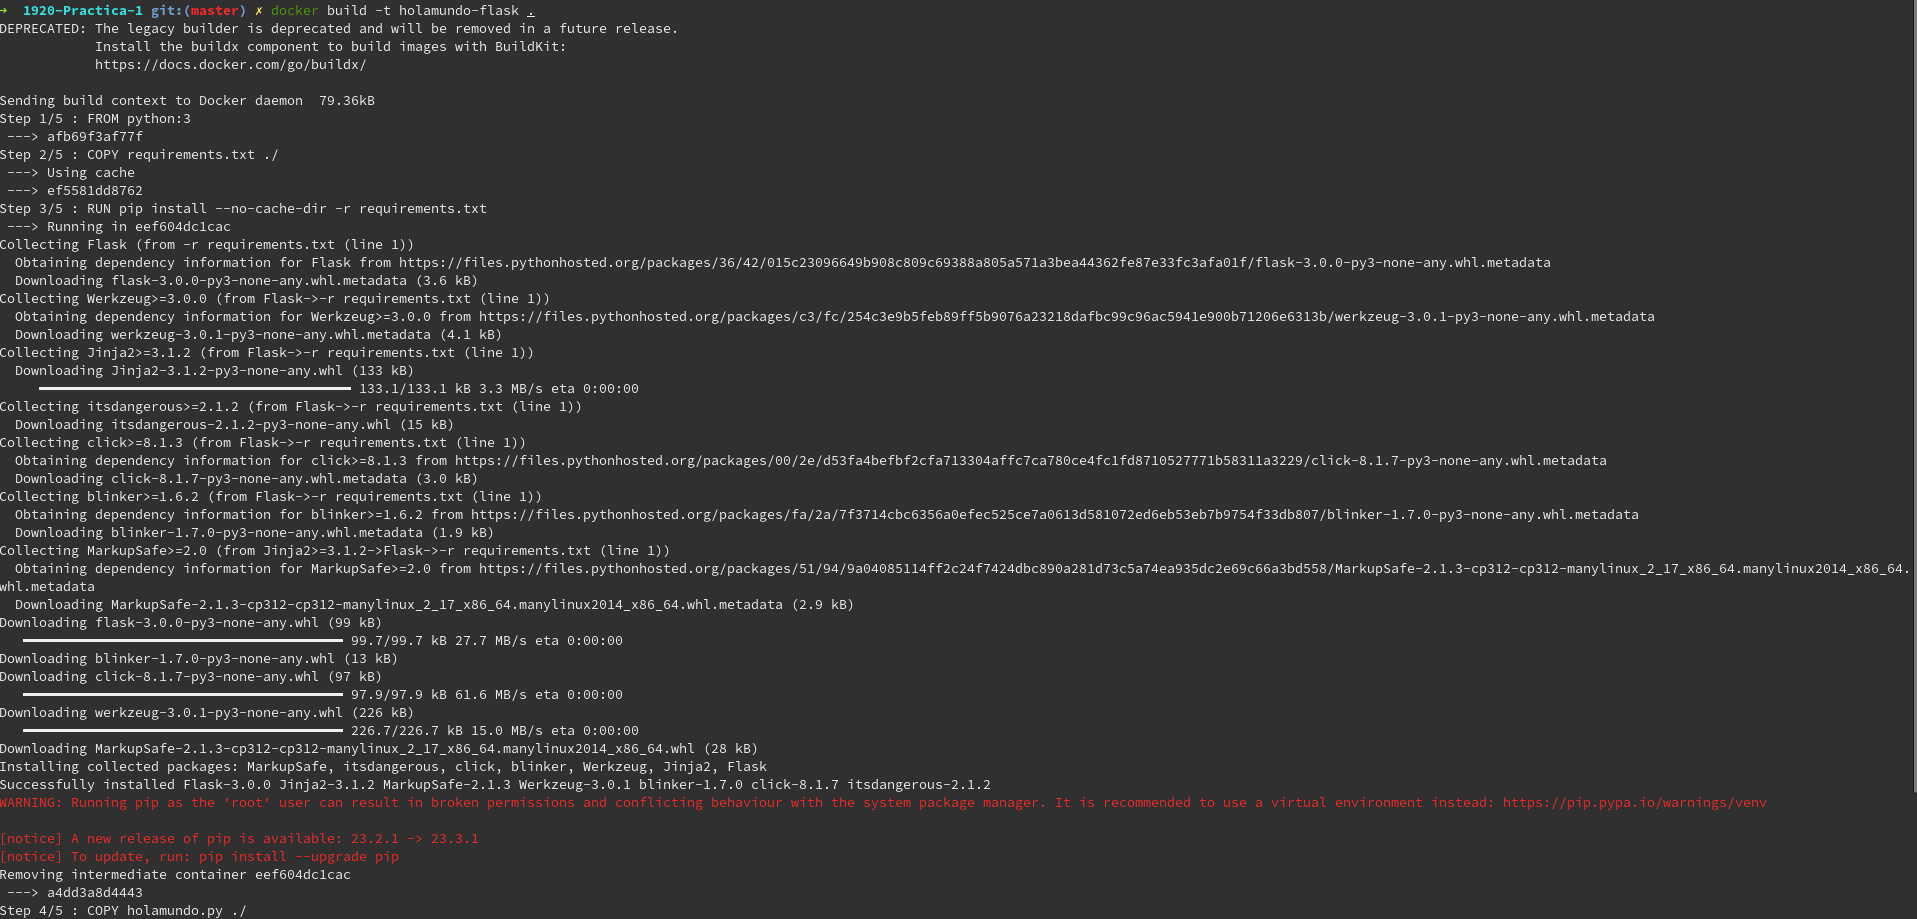 →  1920-Practica-1 git:(master) ✗ docker build -t holamundo-flask .
DEPRECATED: The legacy builder is deprecated and will be removed in a future release.
            Install the buildx component to build images with BuildKit:
            https://docs.docker.com/go/buildx/

Sending build context to Docker daemon  79.36kB
Step 1/5 : FROM python:3
 ---> afb69f3af77f
Step 2/5 : COPY requirements.txt ./
 ---> Using cache
 ---> ef5581dd8762
Step 3/5 : RUN pip install --no-cache-dir -r requirements.txt
 ---> Running in eef604dc1cac
Collecting Flask (from -r requirements.txt (line 1))
  Obtaining dependency information for Flask from https://files.pythonhosted.org/packages/36/42/015c23096649b908c809c69388a805a571a3bea44362fe87e33fc3afa01f/flask-3.0.0-py3-none-any.whl.metadata
  Downloading flask-3.0.0-py3-none-any.whl.metadata (3.6 kB)
Collecting Werkzeug>=3.0.0 (from Flask->-r requirements.txt (line 1))
  Obtaining dependency information for Werkzeug>=3.0.0 from https://files.pythonhosted.org/packages/c3/fc/254c3e9b5feb89ff5b9076a23218dafbc99c96ac5941e900b71206e6313b/werkzeug-3.0.1-py3-none-any.whl.metadata
  Downloading werkzeug-3.0.1-py3-none-any.whl.metadata (4.1 kB)
Collecting Jinja2>=3.1.2 (from Flask->-r requirements.txt (line 1))
  Downloading Jinja2-3.1.2-py3-none-any.whl (133 kB)
     133.1/133.1 kB 3.3 MB/s eta 0:00:00
Collecting itsdangerous>=2.1.2 (from Flask->-r requirements.txt (line 1))
  Downloading itsdangerous-2.1.2-py3-none-any.whl (15 kB)
Collecting click>=8.1.3 (from Flask->-r requirements.txt (line 1))
  Obtaining dependency information for click>=8.1.3 from https://files.pythonhosted.org/packages/00/2e/d53fa4befbf2cfa713304affc7ca780ce4fc1fd8710527771b58311a3229/click-8.1.7-py3-none-any.whl.metadata
  Downloading click-8.1.7-py3-none-any.whl.metadata (3.0 kB)
Collecting blinker>=1.6.2 (from Flask->-r requirements.txt (line 1))
  Obtaining dependency information for blinker>=1.6.2 from https://files.pythonhosted.org/packages/fa/2a/7f3714cbc6356a0efec525ce7a0613d581072ed6eb53eb7b9754f33db807/blinker-1.7.0-py3-none-any.whl.metadata
  Downloading blinker-1.7.0-py3-none-any.whl.metadata (1.9 kB)
Collecting MarkupSafe>=2.0 (from Jinja2>=3.1.2->Flask->-r requirements.txt (line 1))
  Obtaining dependency information for MarkupSafe>=2.0 from https://files.pythonhosted.org/packages/51/94/9a04085114ff2c24f7424dbc890a281d73c5a74ea935dc2e69c66a3bd558/MarkupSafe-2.1.3-cp312-cp312-manylinux_2_17_x86_64.manylinux2014_x86_64.
whl.metadata
  Downloading MarkupSafe-2.1.3-cp312-cp312-manylinux_2_17_x86_64.manylinux2014_x86_64.whl.metadata (2.9 kB)
Downloading flask-3.0.0-py3-none-any.whl (99 kB)
   99.7/99.7 kB 27.7 MB/s eta 0:00:00
Downloading blinker-1.7.0-py3-none-any.whl (13 kB)
Downloading click-8.1.7-py3-none-any.whl (97 kB)
   97.9/97.9 kB 61.6 MB/s eta 0:00:00
Downloading werkzeug-3.0.1-py3-none-any.whl (226 kB)
   226.7/226.7 kB 15.0 MB/s eta 0:00:00
Downloading MarkupSafe-2.1.3-cp312-cp312-manylinux_2_17_x86_64.manylinux2014_x86_64.whl (28 kB)
Installing collected packages: MarkupSafe, itsdangerous, click, blinker, Werkzeug, Jinja2, Flask
Successfully installed Flask-3.0.0 Jinja2-3.1.2 MarkupSafe-2.1.3 Werkzeug-3.0.1 blinker-1.7.0 click-8.1.7 itsdangerous-2.1.2
WARNING: Running pip as the 'root' user can result in broken permissions and conflicting behaviour with the system package manager. It is recommended to use a virtual environment instead: https://pip.pypa.io/warnings/venv

[notice] A new release of pip is available: 23.2.1 -> 23.3.1
[notice] To update, run: pip install --upgrade pip
Removing intermediate container eef604dc1cac
 ---> a4dd3a8d4443
Step 4/5 : COPY holamundo.py ./